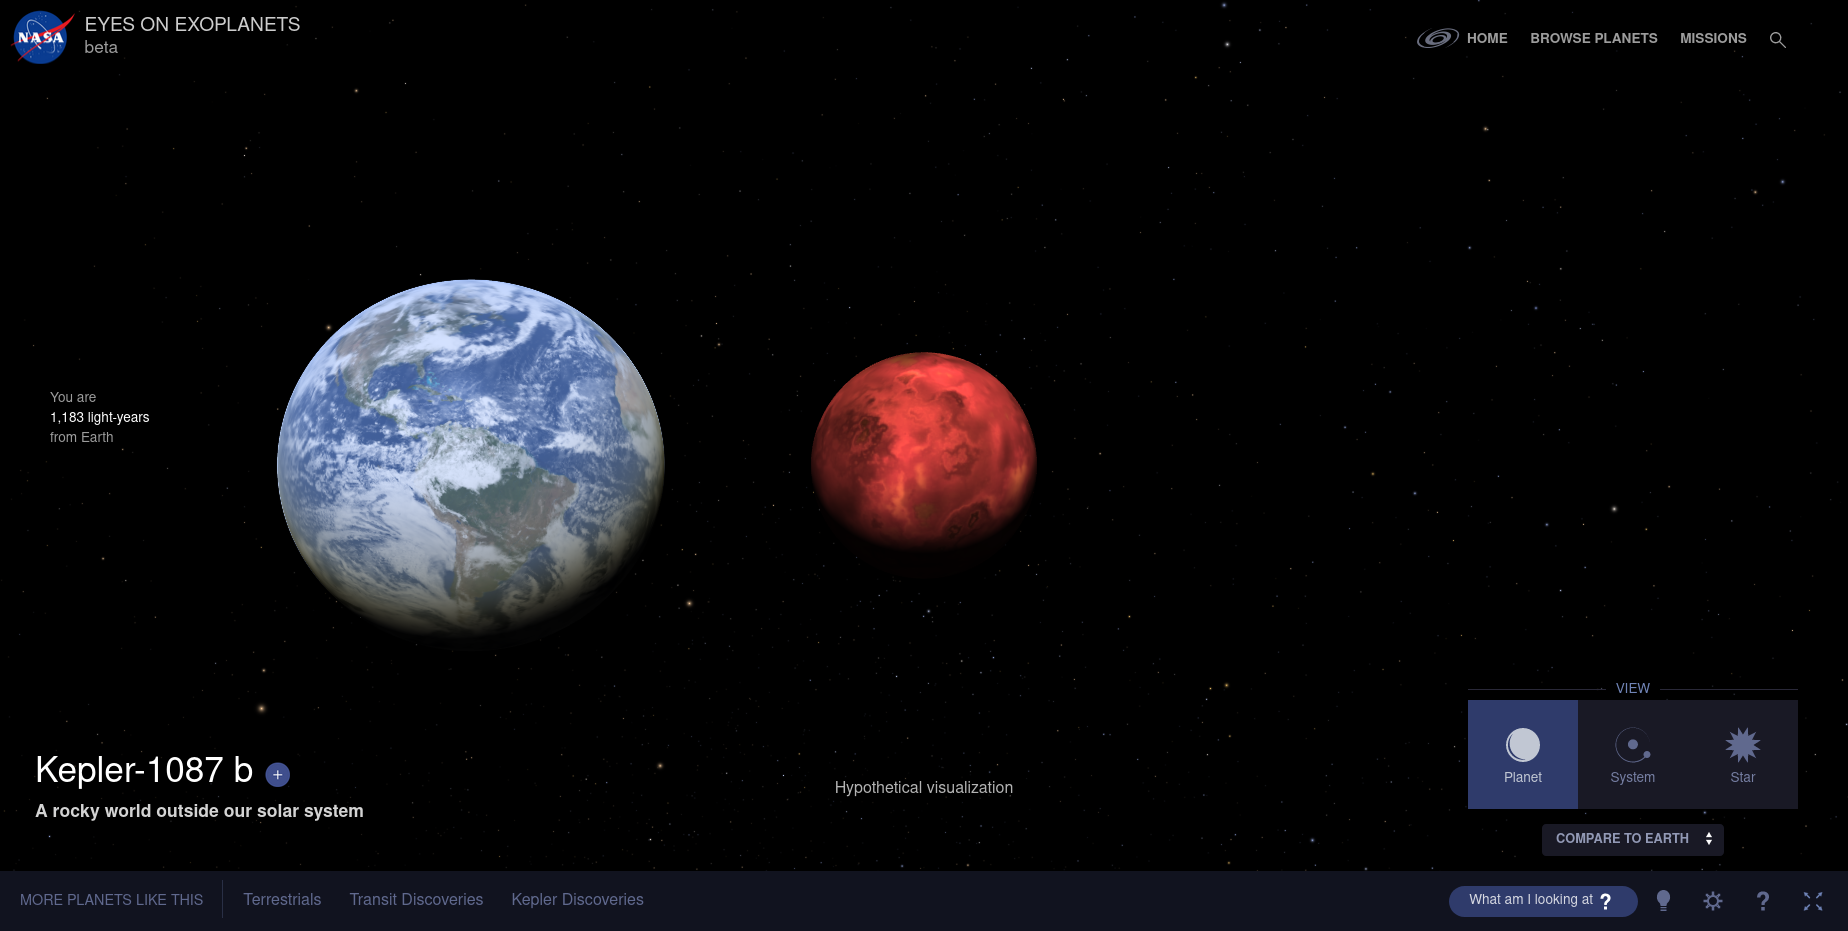 NASA
EYES ON EXOPLANETS
beta
HOME
BROWSE PLANETS
MISSIONS
You are
1,183 light-years
from Earth
Kepler-1087 b +
A rocky world outside our solar system
Hypothetical visualization
VIEW
Planet
System
Star
COMPARE TO EARTH
MORE PLANETS LIKE THIS
Terrestrials
Transit Discoveries
Kepler Discoveries
What am I looking at ?
?